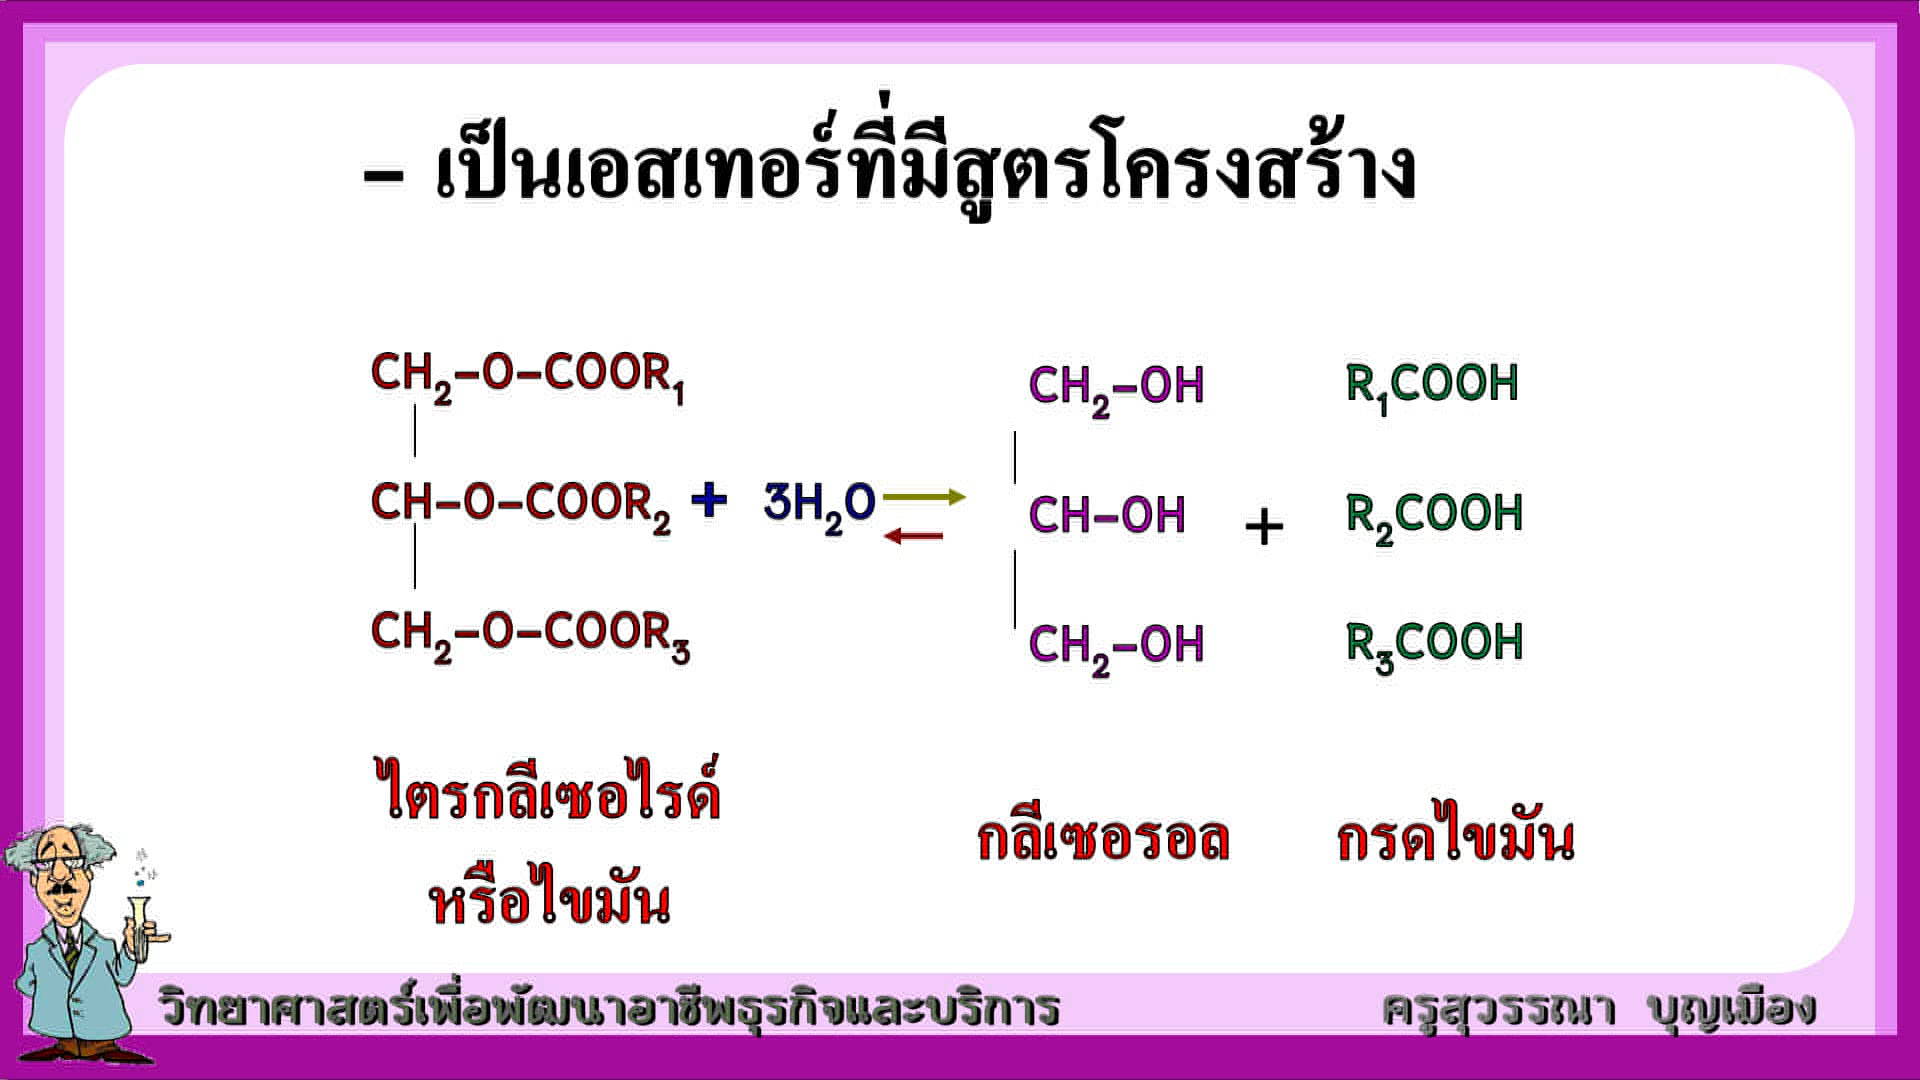 – เป็นเอสเทอร์ที่มีสูตรโครงสร้าง
CH₂–O–COOR₁ CH₂–OH R₁COOH
CH–O–COOR₂ + 3H₂O CH–OH + R₂COOH
CH₂–O–COOR₃ CH₂–OH R₃COOH
ไตรกลีเซอไรด์
หรือไขมัน
กลีเซอรอล กรดไขมัน
วิทยาศาสตร์เพื่อพัฒนาอาชีพธุรกิจและบริการ ครูสุวรรณา บุญเมือง